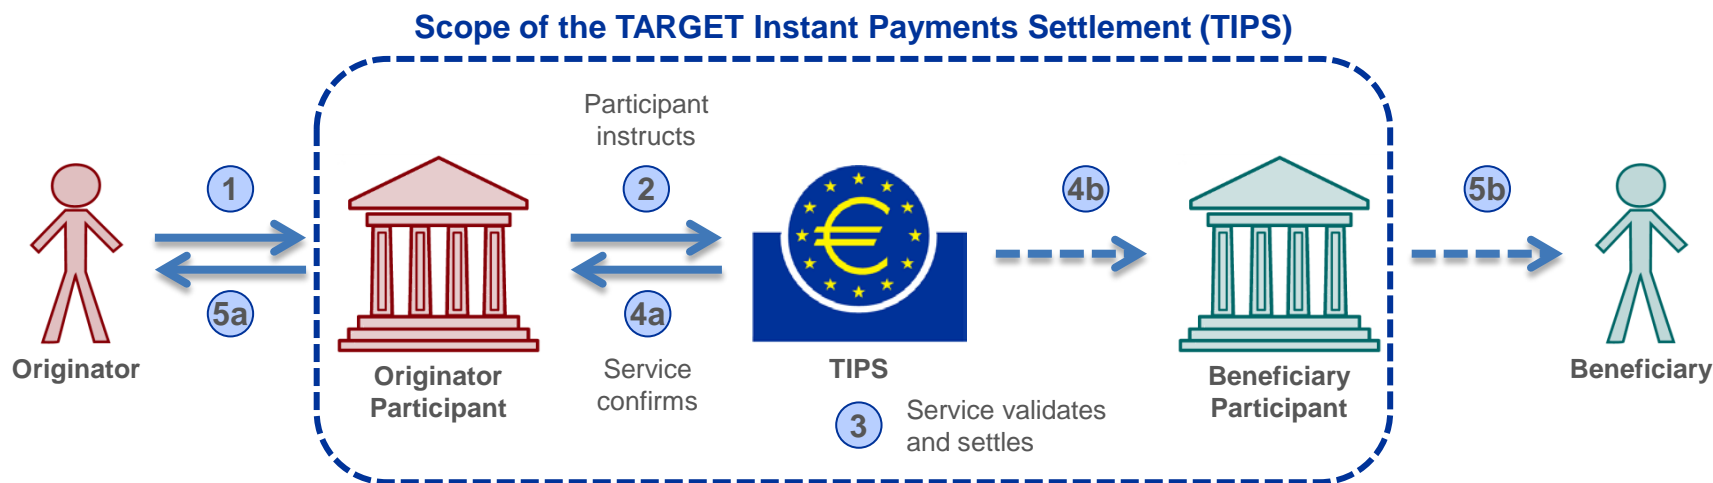 Scope of the TARGET Instant Payments Settlement (TIPS)
Participant
instructs
1
2
4b
5b
5a
4a
Originator
Originator
Participant
Service
confirms
TIPS
3
Service validates
and settles
Beneficiary
Participant
Beneficiary